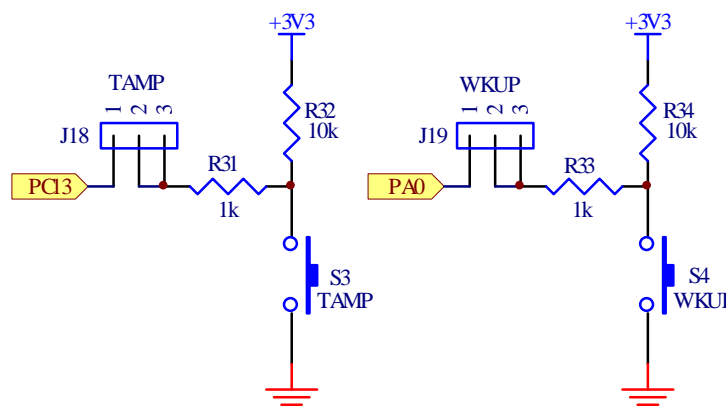 +3V3
+3V3
TAMP
WKUP
1 2 3
1 2 3
R32
10k
R34
10k
J18
J19
R31
1k
R33
1k
PC13
PA0
S3
TAMP
S4
WKUP